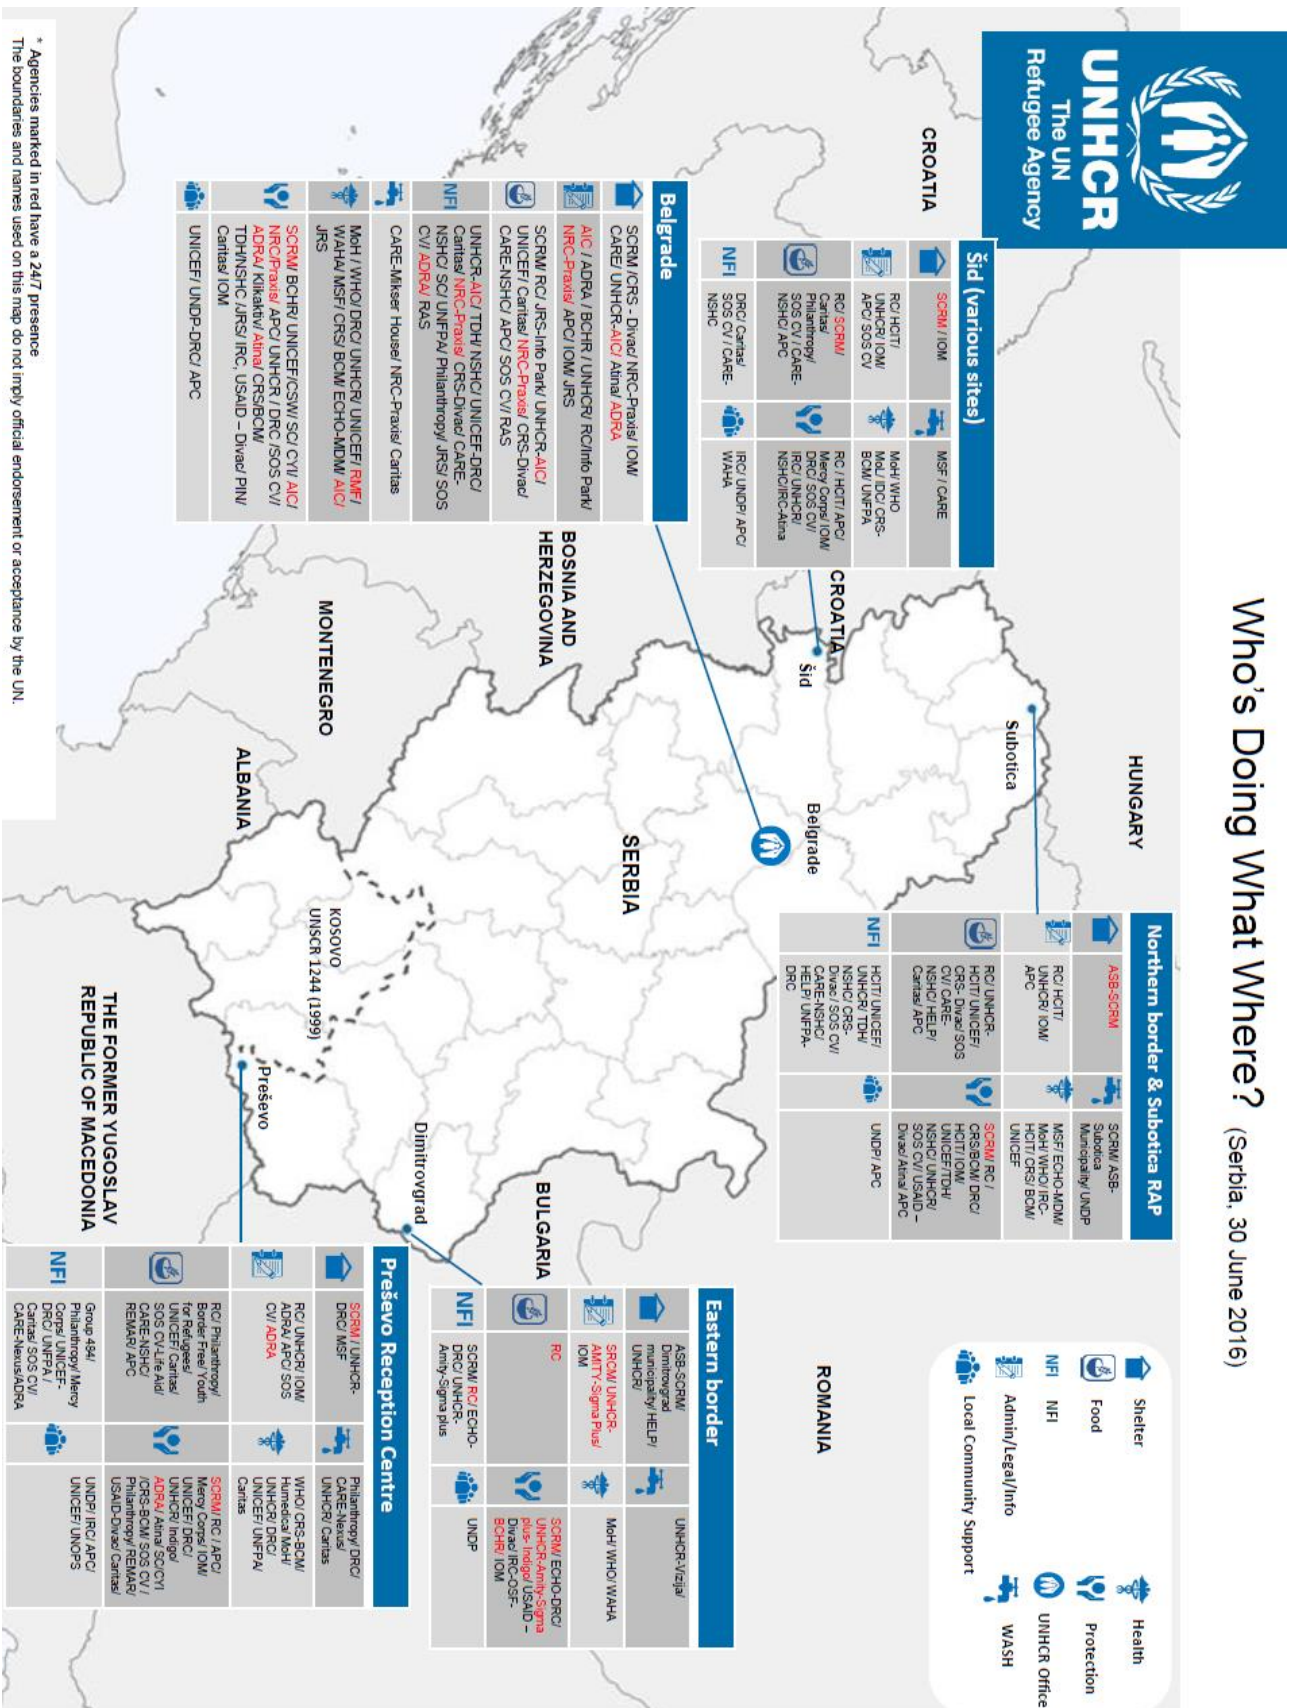 Who's Doing What Where? (Serbia, 30 June 2016)
UNHCR
The UN
Refugee Agency
CROATIA
HUNGARY
CROATIA
BOSNIA AND
HERZEGOVINA
MONTENEGRO
ALBANIA
SERBIA
KOSOVO
UNSCR 1244 (1999)
THE FORMER YUGOSLAV
REPUBLIC OF MACEDONIA
BULGARIA
ROMANIA
Subotica
Šid
Belgrade
Preševo
Dimitrovgrad
Shelter
Food
NFI NFI
Admin/Legal/Info
Local Community Support
Health
Protection
UNHCR Office
WASH
Šid (various sites)
SCRM / IOM
MSF / CARE
RC/ HCIT/
UNHCR/ IOM/
APC/ SOS CV
MoH/ WHO
MoL/ IDC/ CRS-
BCM/ UNFPA
RC/ SCRM/
Caritas/
Philanthropy/
SOS CV / CARE-
NSHC/ APC
RC / HCIT/ APC/
Mercy Corps/ IOM/
DRC/ SOS CV/
IRC/ UNHCR/
NSHC/IRC-Atina
NFI
DRC/ Caritas/
SOS CV / CARE-
NSHC
IRC/ UNDP/ APC/
WAHA
Belgrade
SCRM /CRS - Divac/ NRC-Praxis/ IOM/
CARE/ UNHCR-AIC/ Atina/ ADRA
AIC / ADRA / BCHR / UNHCR/ RC/Info Park/
NRC-Praxis/ APC/ IOM/ JRS
SCRM/ RC/ JRS-Info Park/ UNHCR-AIC/
UNICEF/ Caritas/ NRC-Praxis/ CRS-Divac/
CARE-NSHC/ APC/ SOS CV/ RAS
NFI
UNHCR-AIC/ TDH/ NSHC/ UNICEF-DRC/
Caritas/ NRC-Praxis/ CRS-Divac/ CARE-
NSHC/ SC/ UNFPA/ Philanthropy/ JRS/ SOS
CV/ ADRA/ RAS
CARE-Mikser House/ NRC-Praxis/ Caritas
MoH / WHO/ DRC/ UNHCR/ UNICEF/ RMF/
WAHA/ MSF/ CRS/ BCM/ ECHO-MDM/ AIC/
JRS
SCRM/ BCHR/ UNICEF/CSW/ SC/ CYI/ AIC/
NRC/Praxis/ APC/ UNHCR / DRC /SOS CV/
ADRA/ Klikaktiv/ Atina/ CRS/BCM/
TDH/NSHC /JRS/ IRC, USAID – Divac/ PIN/
Caritas/ IOM
UNICEF/ UNDP-DRC/ APC
Northern border & Subotica RAP
ASB-SCRM
SCRM/ ASB-
Subotica
Municipality/ UNDP
RC/ HCIT/
UNHCR/ IOM/
APC
MSF/ ECHO-MDM/
MoH/ WHO/ IRC-
HCIT/ CRS/ BCM/
UNICEF
RC/ UNHCR-
HCIT/ UNICEF/
CRS- Divac/ SOS
CV/ CARE-
NSHC/ HELP/
Caritas/ APC
SCRM/ RC /
CRS/BCM/ DRC/
HCIT/ IOM/
UNICEF/TDH/
NSHC/ UNHCR/
SOS CV/ USAID –
Divac/ Atina/ APC
NFI
HCIT/ UNICEF/
UNHCR/ TDH/
NSHC/ CRS-
Divac / SOS CV/
CARE-NSHC/
HELP/ UNFPA-
DRC
UNDP/ APC
Eastern border
ASB-SCRM/
Dimitrovgrad
municipality/ HELP/
UNHCR/
UNHCR-Vizija/
SRCM/ UNHCR-
AMITY-Sigma Plus/
IOM
MoH/ WHO/ WAHA
RC
SCRM/ ECHO-DRC/
UNHCR-Amity-Sigma
plus- Indigo/ USAID –
Divac/ IRC-OSF-
BCHR/ IOM
NFI
SCRM/ RC/ ECHO-
DRC/ UNHCR-
Amity-Sigma plus
UNDP
Preševo Reception Centre
SCRM / UNHCR-
DRC/ MSF
Philanthropy/ DRC/
CARE-Nexus/
UNHCR/ Caritas
RC/ UNHCR/ IOM/
ADRA/ APC/ SOS
CV/ ADRA
WHO/ CRS-BCM/
Humedica/ MoH/
UNHCR/ DRC/
UNICEF/ UNFPA/
Caritas
RC/ Philanthropy/
Border Free/ Youth
for Refugees/
UNICEF/ Caritas/
SOS CV-Life Aid/
CARE-NSHC/
REMAR/ APC
SCRM/ RC / APC/
Mercy Corps/ IOM/
UNICEF/ DRC/
UNHCR/ Indigo/
ADRA/ Atina/ SC/CYI
/CRS-BCM/ SOS CV /
Philanthropy/ REMAR/
USAID-Divac/ Caritas/
NFI
Group 484/
Philanthropy/ Mercy
Corps/ UNICEF-
DRC/ UNFPA /
Caritas/ SOS CV/
CARE-Nexus/ADRA
UNDP/ IRC/ APC/
UNICEF/ UNOPS
* Agencies marked in red have a 24/7 presence
The boundaries and names used on this map do not imply official endorsement or acceptance by the UN.